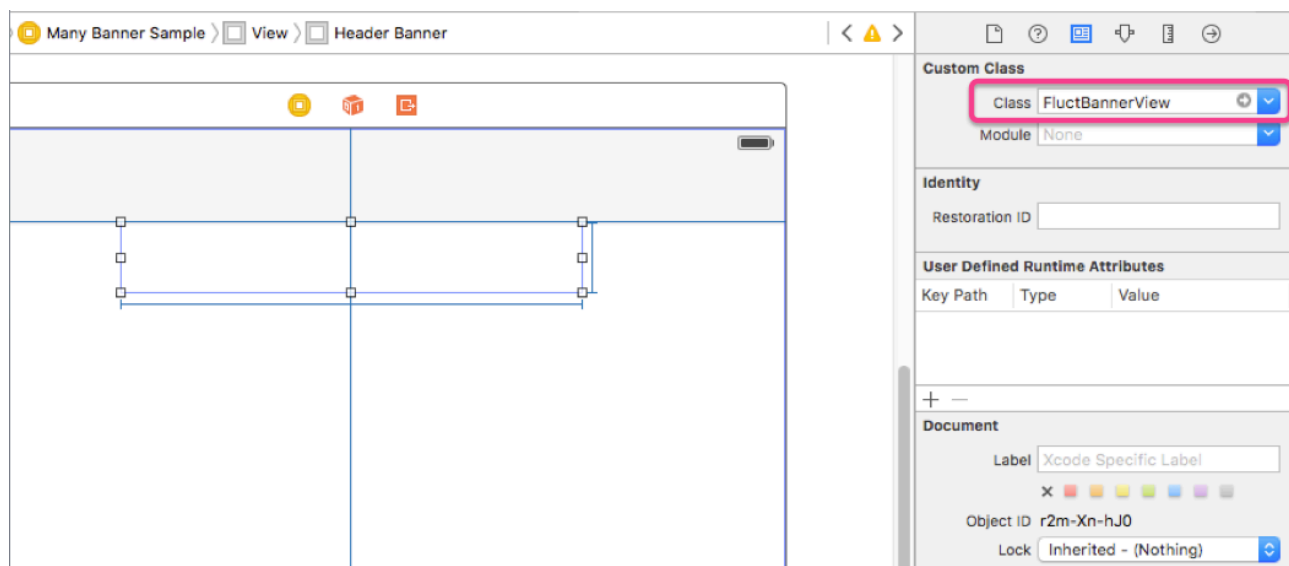 Many Banner Sample 〉 View 〉 Header Banner
Custom Class
Class FluctBannerView
Module None
Identity
Restoration ID
User Defined Runtime Attributes
Key Path Type Value
Document
Label Xcode Specific Label
Object ID r2m-Xn-hJ0
Lock Inherited - (Nothing)